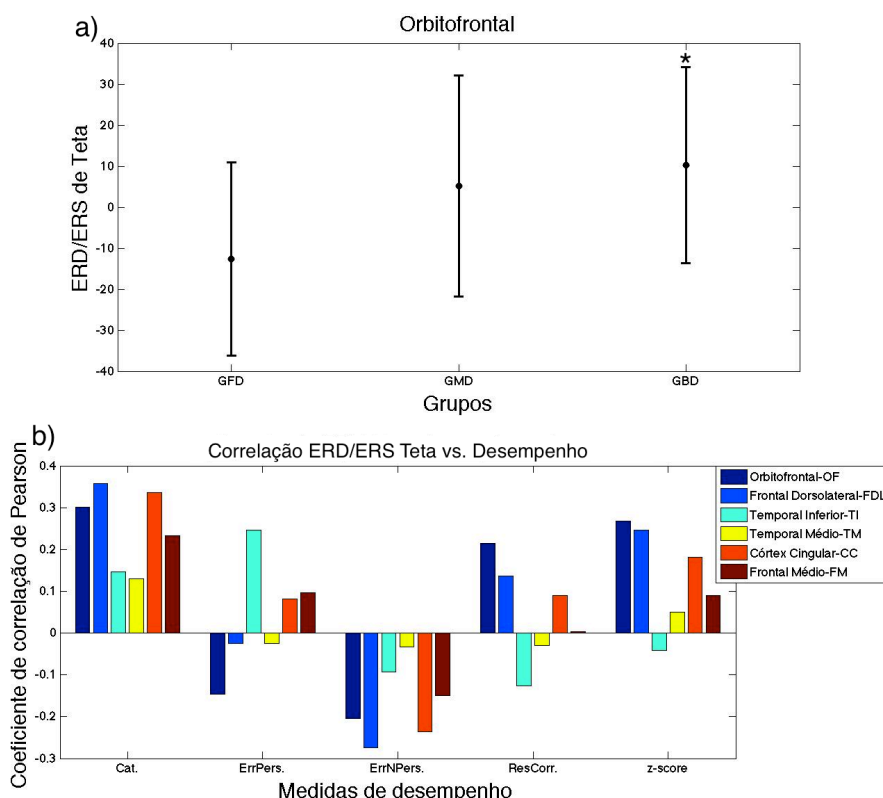 a)
Orbitofrontal
*
ERD/ERS de Teta
40
30
20
10
0
-10
-20
-30
-40
GFD GMD GBD
Grupos
b)
Correlação ERD/ERS Teta vs. Desempenho
Coeficiente de correlação de Pearson
0.4
0.3
0.2
0.1
0
-0.1
-0.2
-0.3
Orbitofrontal-OF
Frontal Dorsolateral-FDL
Temporal Inferior-TI
Temporal Médio-TM
Córtex Cingular-CC
Frontal Médio-FM
Cat. ErrPers. ErrNPers. ResCorr. z-score
Medidas de desempenho